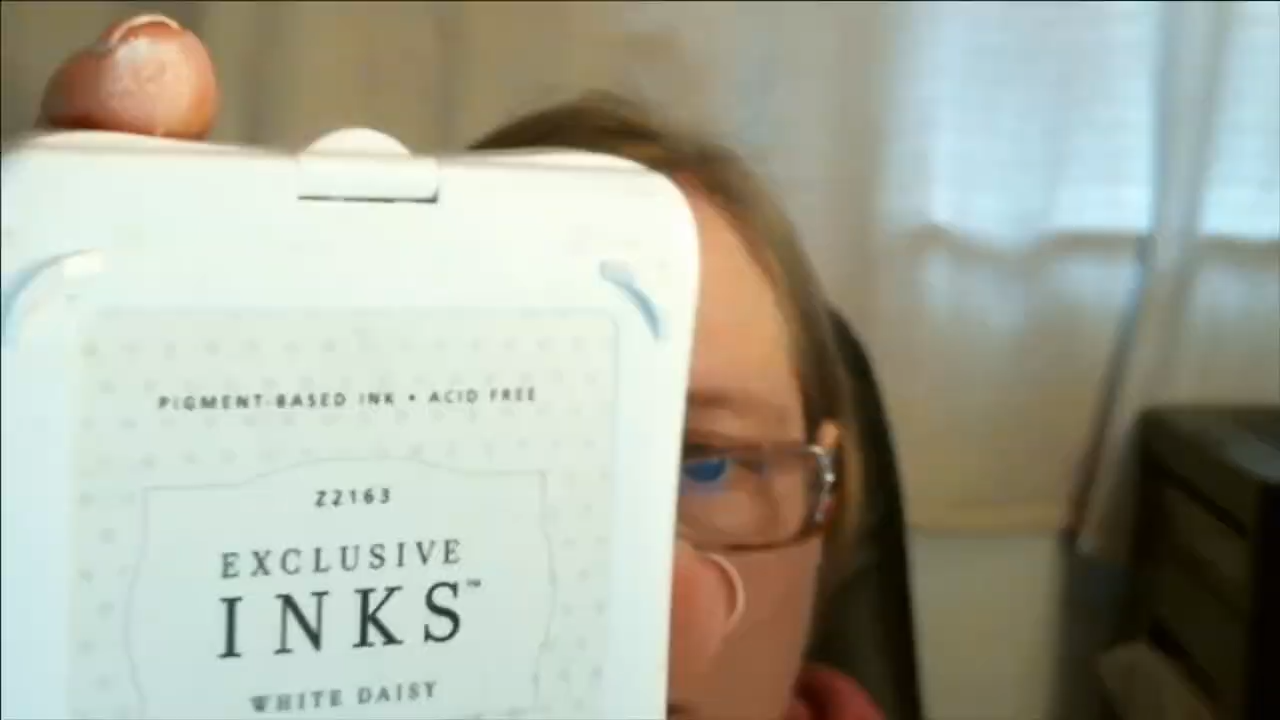 PIGMENT-BASED INK • ACID FREE
Z2163
EXCLUSIVE
INKS™
WHITE DAISY